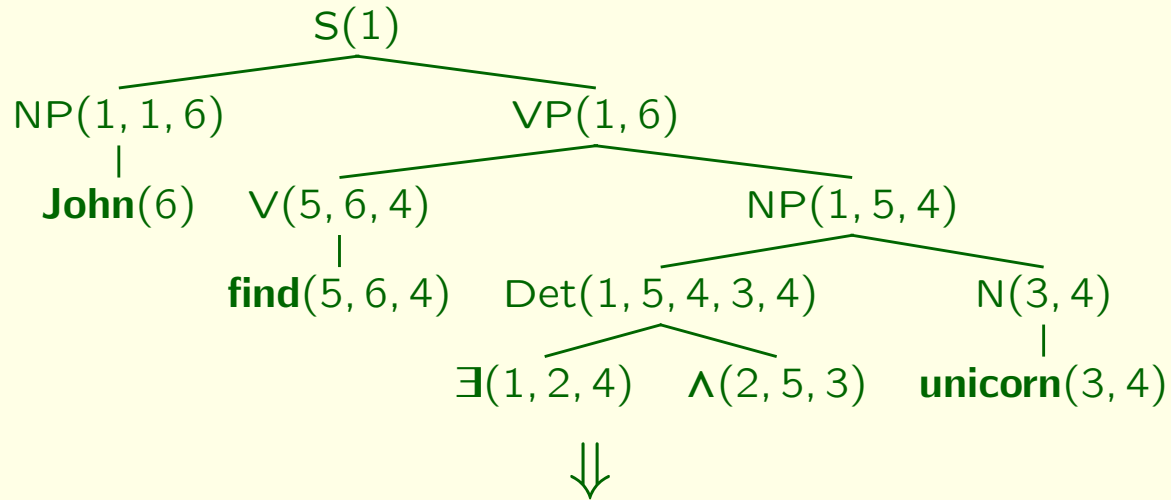 S(1)
NP(1, 1, 6) VP(1, 6)
John(6) V(5, 6, 4) NP(1, 5, 4)
find(5, 6, 4) Det(1, 5, 4, 3, 4) N(3, 4)
∃(1, 2, 4) ∧(2, 5, 3) unicorn(3, 4)
⇓